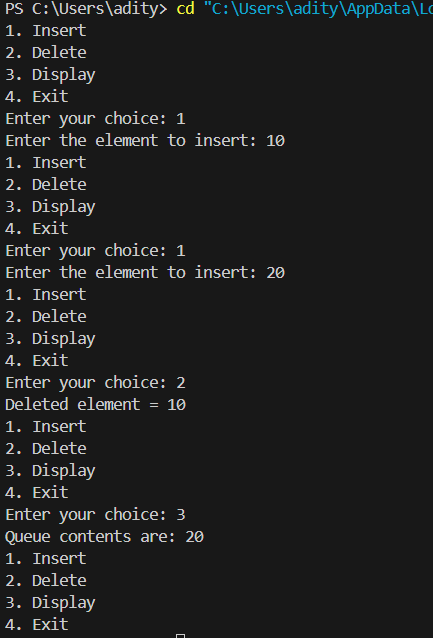 PS C:\Users\adity> cd "C:\Users\adity\AppData\Lo
1. Insert
2. Delete
3. Display
4. Exit
Enter your choice: 1
Enter the element to insert: 10
1. Insert
2. Delete
3. Display
4. Exit
Enter your choice: 1
Enter the element to insert: 20
1. Insert
2. Delete
3. Display
4. Exit
Enter your choice: 2
Deleted element = 10
1. Insert
2. Delete
3. Display
4. Exit
Enter your choice: 3
Queue contents are: 20
1. Insert
2. Delete
3. Display
4. Exit